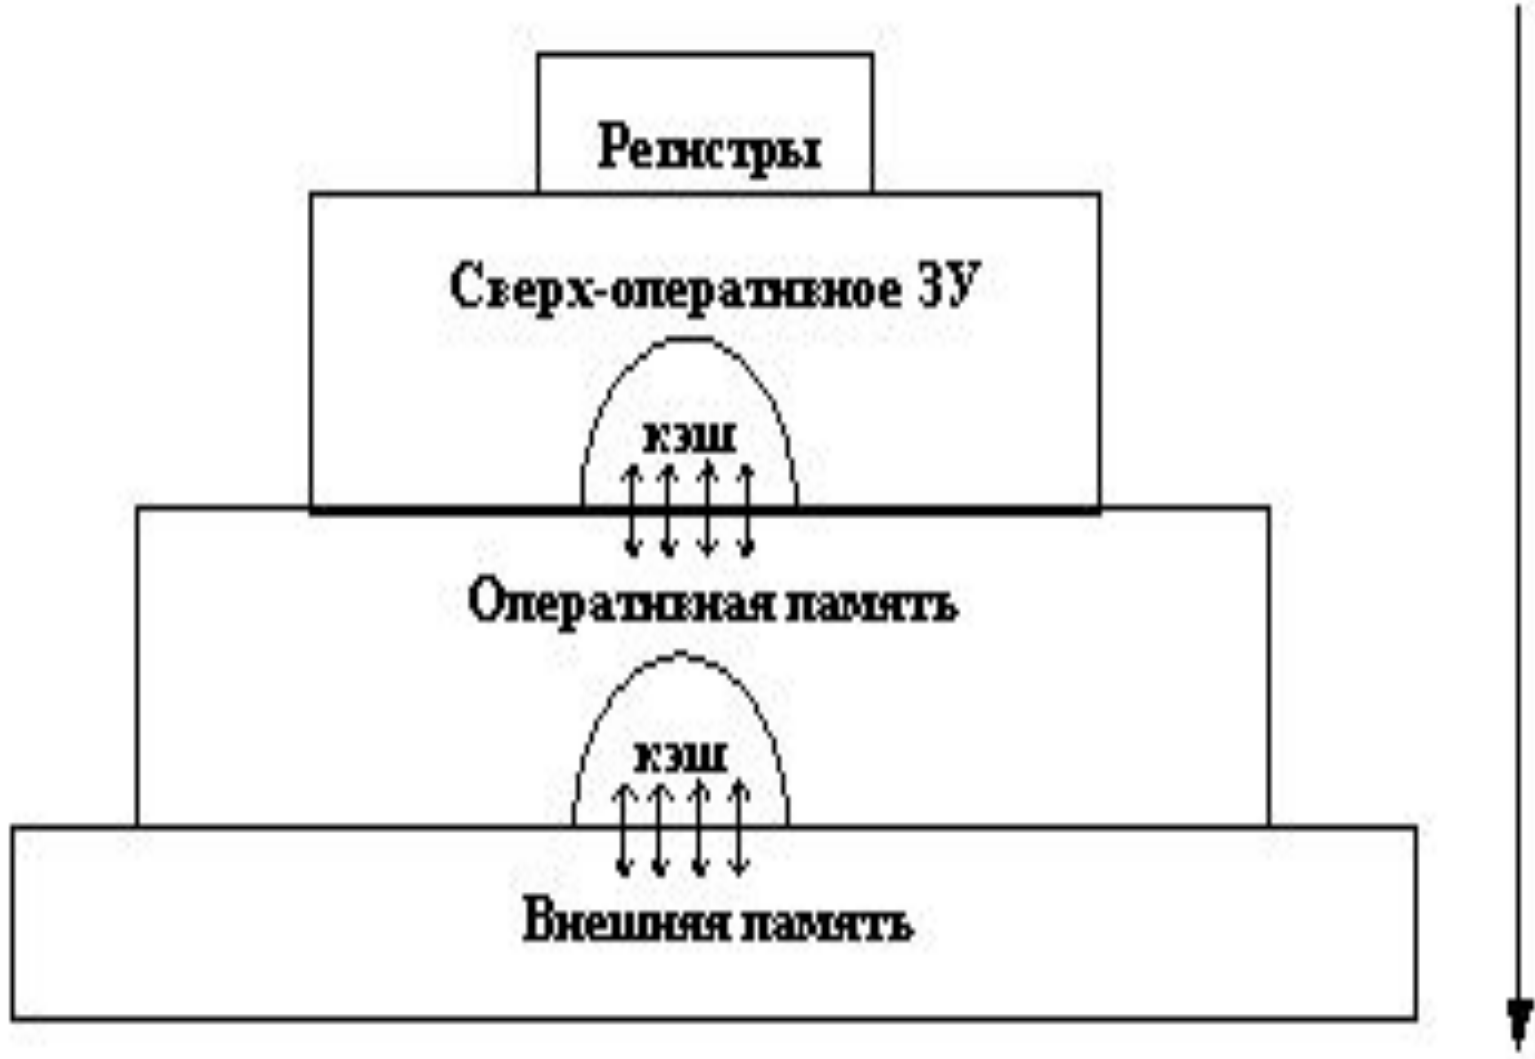 Регистры
Сверх-оперативное ЗУ
кэш
Оперативная память
кэш
Внешняя память